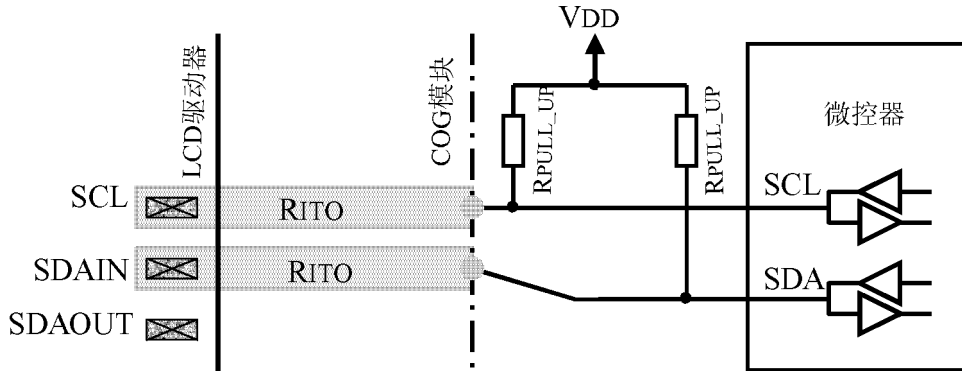 VDD
LCD驱动器
COG模块
RPULL_UP
RPULL_UP
微控器
SCL
RITO
SCL
SDAIN
RITO
SDA
SDAOUT